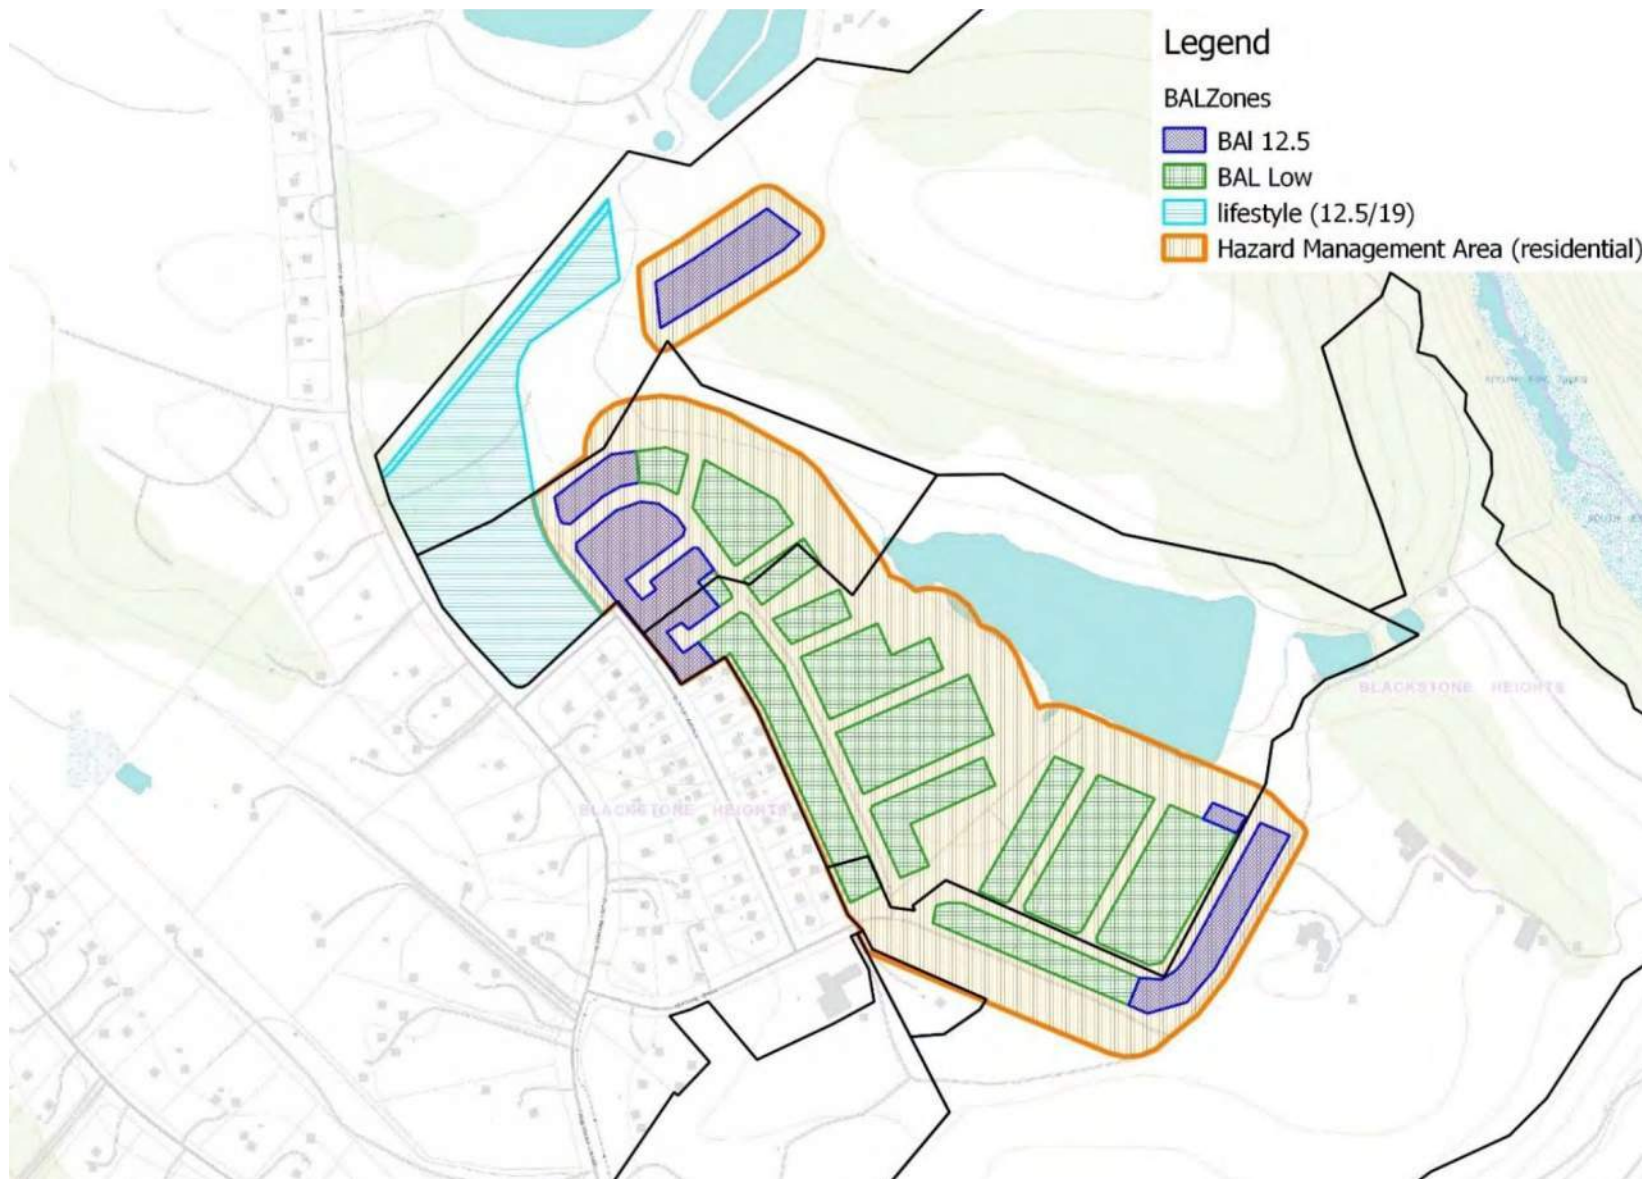 Legend
BALZones
BAl 12.5
BAL Low
lifestyle (12.5/19)
Hazard Management Area (residential)
BLACKSTONE HEIGHTS
BLACKSTONE HEIGHTS